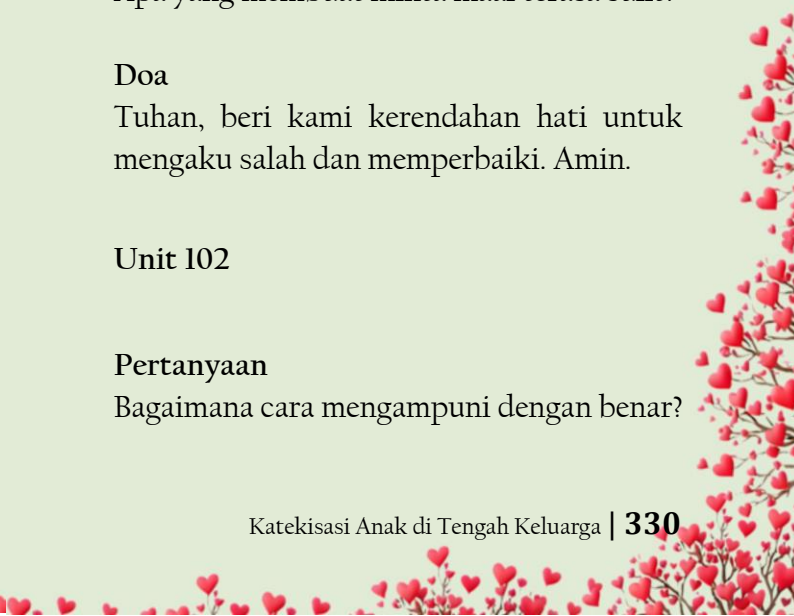 Doa
Tuhan, beri kami kerendahan hati untuk
mengaku salah dan memperbaiki. Amin.
Unit 102
Pertanyaan
Bagaimana cara mengampuni dengan benar?
Katekisasi Anak di Tengah Keluarga | 330